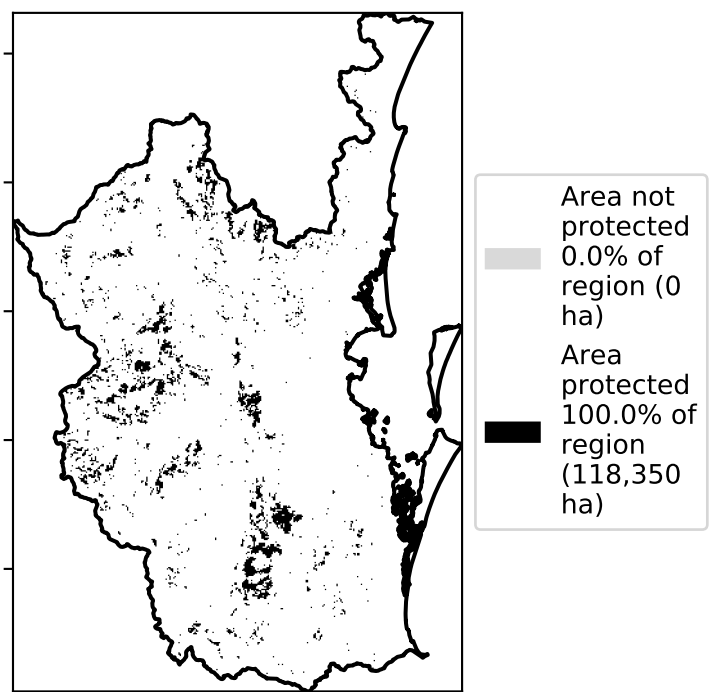 Area not
protected
0.0% of
region (0
ha)
Area
protected
100.0% of
region
(118,350
ha)